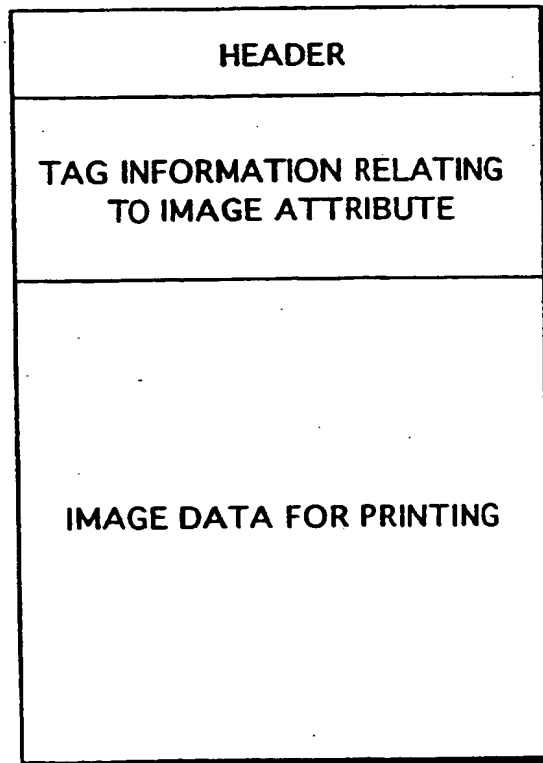 HEADER
TAG INFORMATION RELATING
TO IMAGE ATTRIBUTE
IMAGE DATA FOR PRINTING